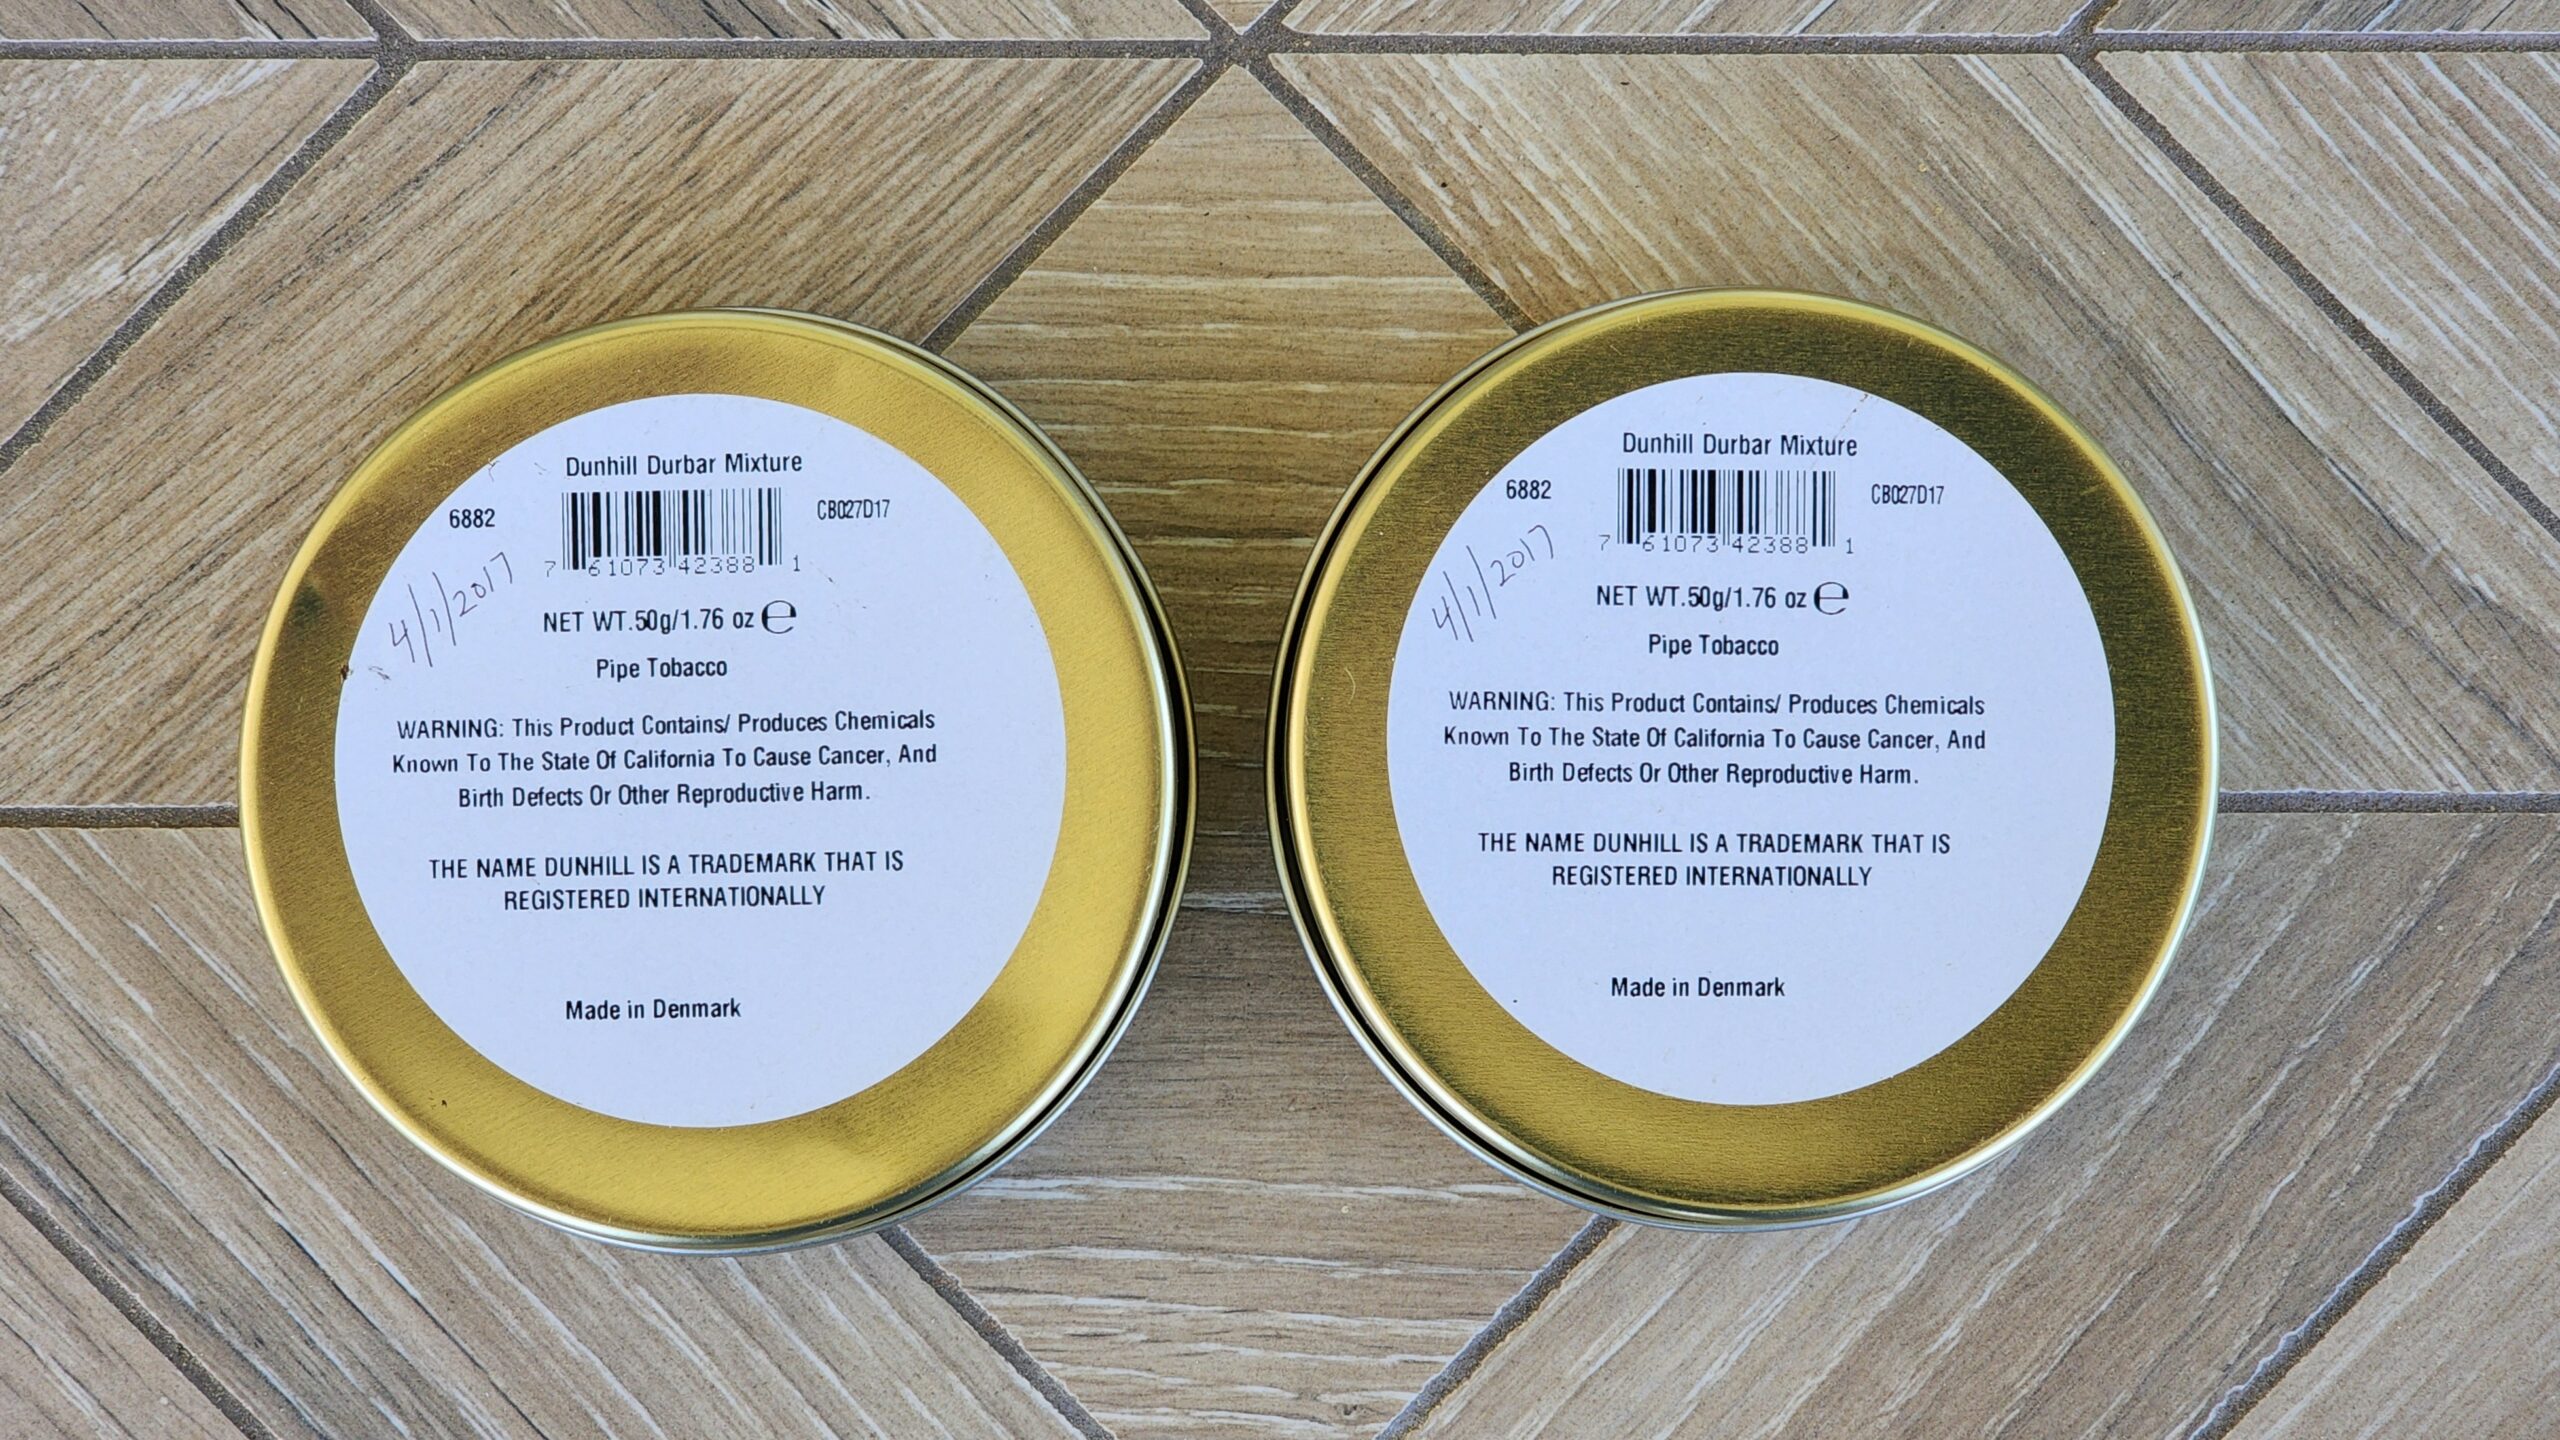 Dunhill Durbar Mixture
6882
CB027D17
7 61073 42388 1
4/1/2017
NET WT.50g/1.76 oz ℮
Pipe Tobacco
WARNING: This Product Contains/ Produces Chemicals
Known To The State Of California To Cause Cancer, And
Birth Defects Or Other Reproductive Harm.
THE NAME DUNHILL IS A TRADEMARK THAT IS
REGISTERED INTERNATIONALLY
Made in Denmark
Dunhill Durbar Mixture
6882
CB027D17
7 61073 42388 1
4/1/2017
NET WT.50g/1.76 oz ℮
Pipe Tobacco
WARNING: This Product Contains/ Produces Chemicals
Known To The State Of California To Cause Cancer, And
Birth Defects Or Other Reproductive Harm.
THE NAME DUNHILL IS A TRADEMARK THAT IS
REGISTERED INTERNATIONALLY
Made in Denmark